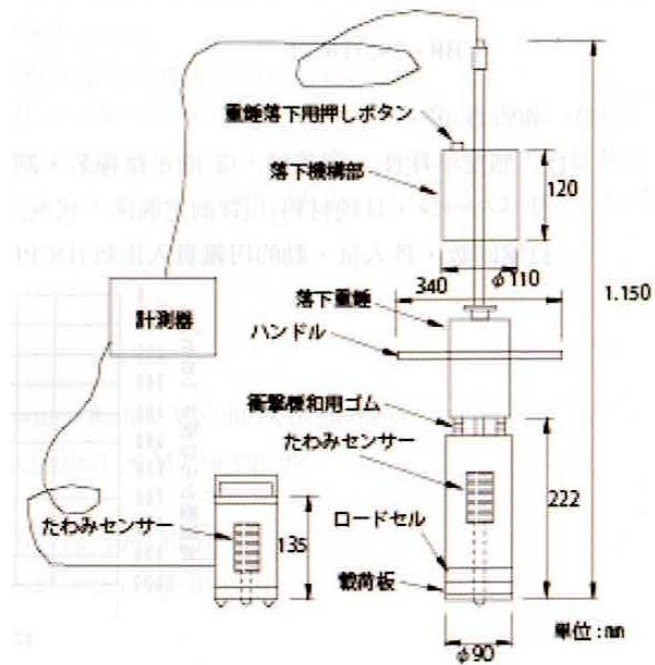 重錘落下用押しボタン
落下機構部
120
φ110
340
落下重錘
1.150
計測器
ハンドル
衝撃緩和用ゴム
たわみセンサー
222
たわみセンサー
135
ロードセル
載荷板
単位:mm
φ90